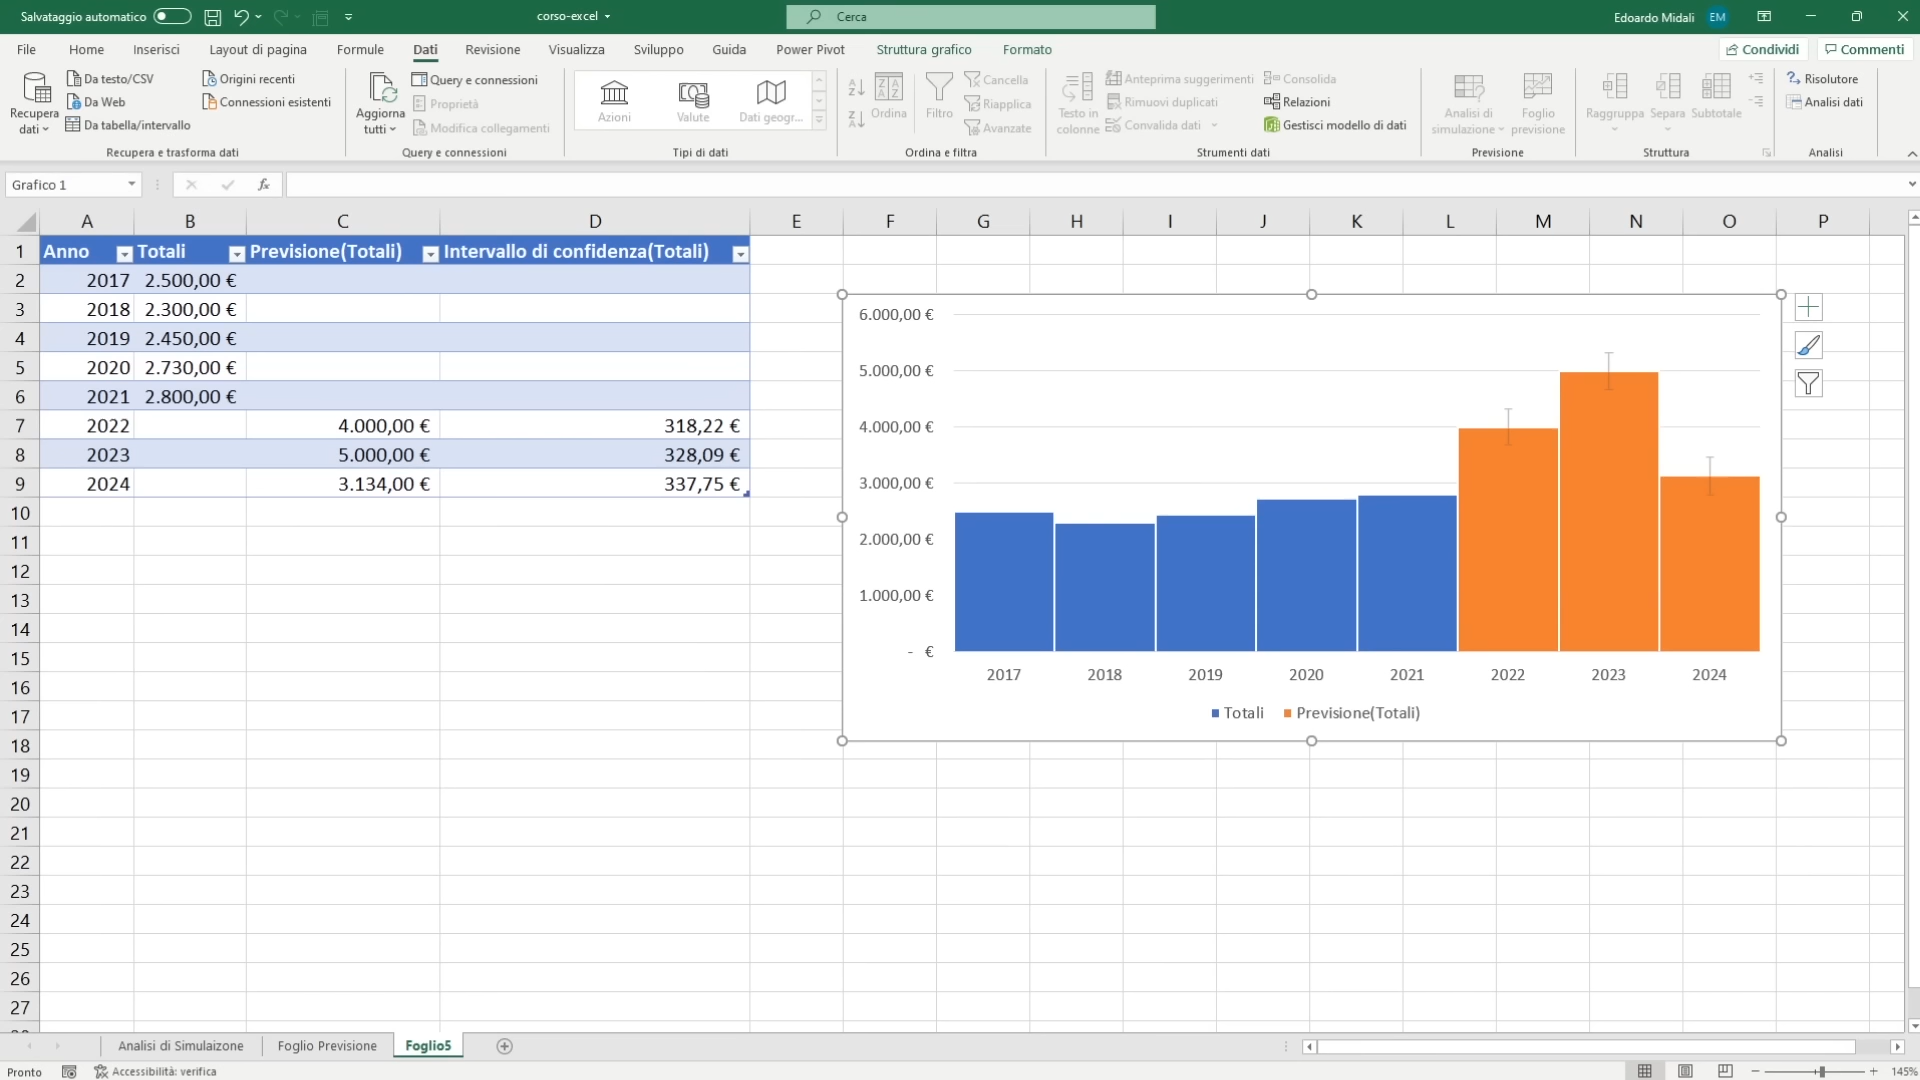 Salvataggio automatico
corso-excel
Cerca
Edoardo Midali
EM
File
Home
Inserisci
Layout di pagina
Formule
Dati
Revisione
Visualizza
Sviluppo
Guida
Power Pivot
Struttura grafico
Formato
Condividi
Commenti
Recupera dati
Da testo/CSV
Da Web
Da tabella/intervallo
Origini recenti
Connessioni esistenti
Recupera e trasforma dati
Aggiorna tutti
Query e connessioni
Proprietà
Modifica collegamenti
Query e connessioni
Azioni
Valute
Dati geogr...
Tipi di dati
Ordina
Filtro
Cancella
Riapplica
Avanzate
Ordina e filtra
Testo in colonne
Anteprima suggerimenti
Rimuovi duplicati
Convalida dati
Consolida
Relazioni
Gestisci modello di dati
Strumenti dati
Analisi di simulazione
Foglio previsione
Previsione
Raggruppa
Separa
Subtotale
Struttura
Risolutore
Analisi dati
Analisi
Grafico 1
fx
A B C D E F G H I J K L M N O P
1 Anno Totali Previsione(Totali) Intervallo di confidenza(Totali)
2 2017 2.500,00 €
3 2018 2.300,00 €
4 2019 2.450,00 €
5 2020 2.730,00 €
6 2021 2.800,00 €
7 2022 4.000,00 € 318,22 €
8 2023 5.000,00 € 328,09 €
9 2024 3.134,00 € 337,75 €
10
11
12
13
14
15
16
17
18
19
20
21
22
23
24
25
26
27
6.000,00 €
5.000,00 €
4.000,00 €
3.000,00 €
2.000,00 €
1.000,00 €
- €
2017 2018 2019 2020 2021 2022 2023 2024
Totali Previsione(Totali)
Analisi di Simulaizone
Foglio Previsione
Foglio5
Pronto
Accessibilità: verifica
145%